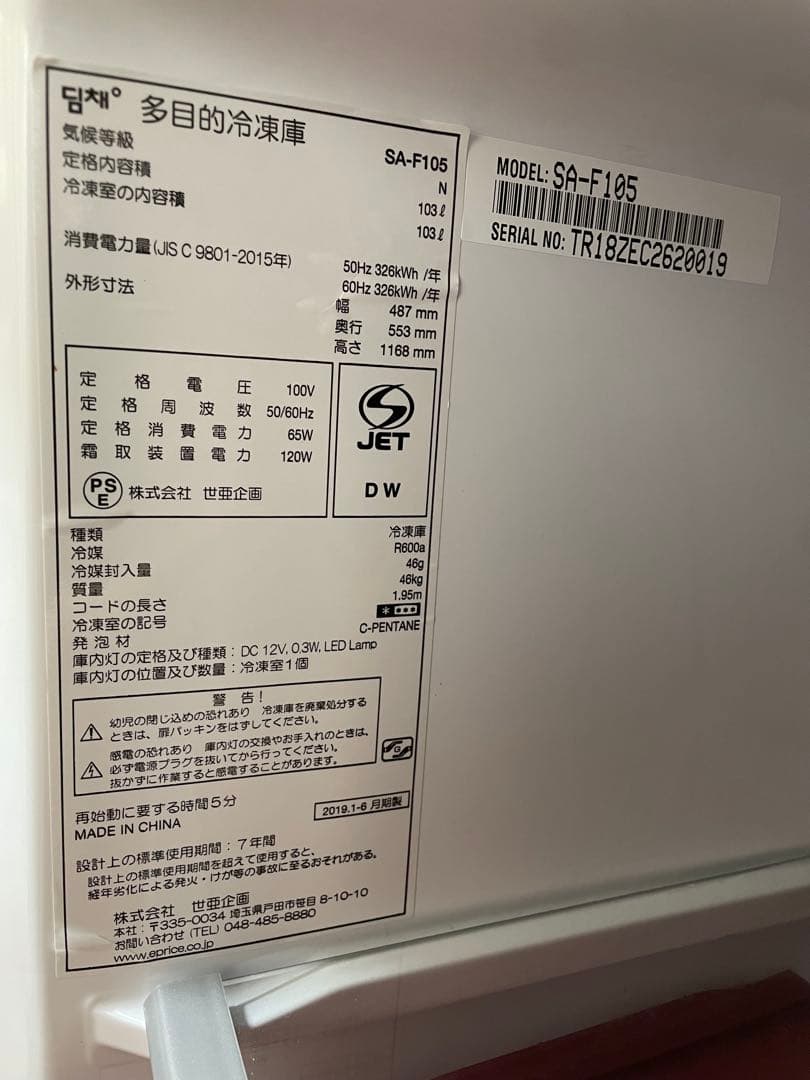 딤채° 多目的冷凍庫
SA-F105
気候等級 N
定格内容積 103ℓ
冷凍室の内容積 103ℓ
消費電力量(JIS C 9801-2015年) 50Hz 326kWh /年
60Hz 326kWh /年
外形寸法 幅 487 mm
奥行 553 mm
高さ 1168 mm
定格電圧 100V
定格周波数 50/60Hz
定格消費電力 65W
霜取装置電力 120W
PSE 株式会社 世亜企画
JET
DW
種類 冷凍庫
冷媒 R600a
冷媒封入量 46g
質量 46kg
コードの長さ 1.95m
冷凍室の記号 * ***
発泡材 C-PENTANE
庫内灯の定格及び種類：DC 12V, 0.3W, LED Lamp
庫内灯の位置及び数量：冷凍室1個
警告！
幼児の閉じ込めの恐れあり 冷凍庫を廃棄処分する
ときは、扉パッキンをはずしてください。
感電の恐れあり 庫内灯の交換やお手入れのときは、
必ず電源プラグを抜いてから行ってください。
抜かずに作業すると感電することがあります。
G
再始動に要する時間5分
MADE IN CHINA
2019.1-6 月期製
設計上の標準使用期間：7年間
設計上の標準使用期間を超えて使用すると、
経年劣化による発火・けが等の事故に至るおそれがある。
株式会社 世亜企画
本社：〒335-0034 埼玉県戸田市笹目 8-10-10
お問い合わせ (TEL) 048-485-8880
www.eprice.co.jp
MODEL: SA-F105
SERIAL NO: TR18ZEC2620019